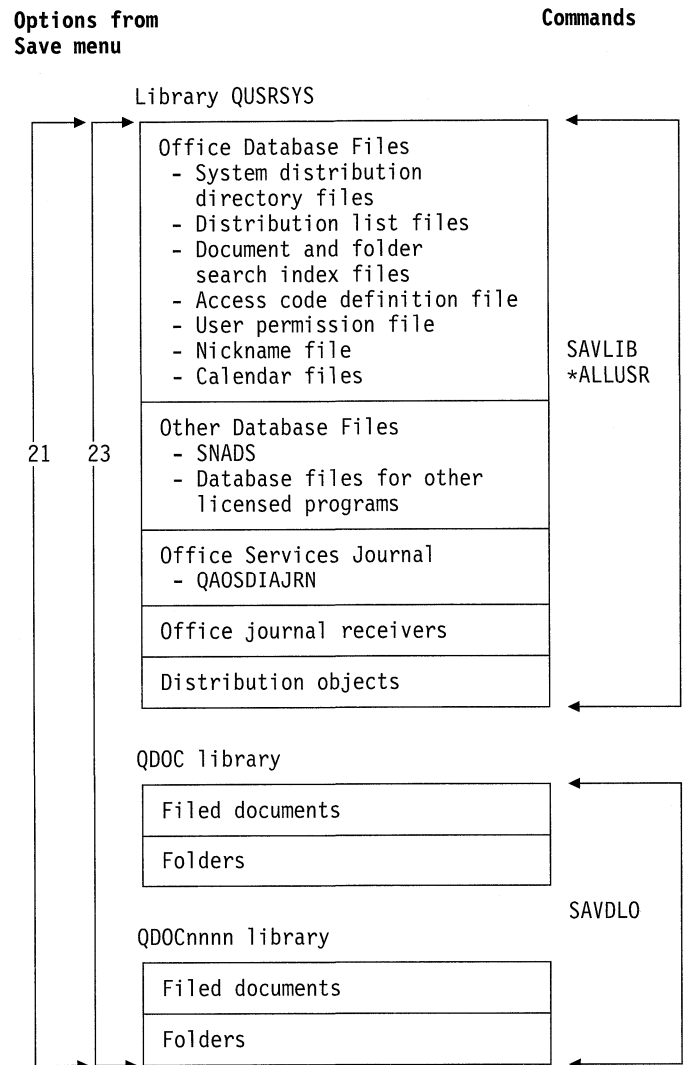 Options from
Save menu
Commands
Library QUSRSYS
Office Database Files
- System distribution
directory files
- Distribution list files
- Document and folder
search index files
- Access code definition file
- User permission file
- Nickname file
- Calendar files
SAVLIB
*ALLUSR
Other Database Files
- SNADS
- Database files for other
licensed programs
21
23
Office Services Journal
- QAOSDIAJRN
Office journal receivers
Distribution objects
QDOC library
Filed documents
Folders
SAVDLO
QDOCnnnn library
Filed documents
Folders